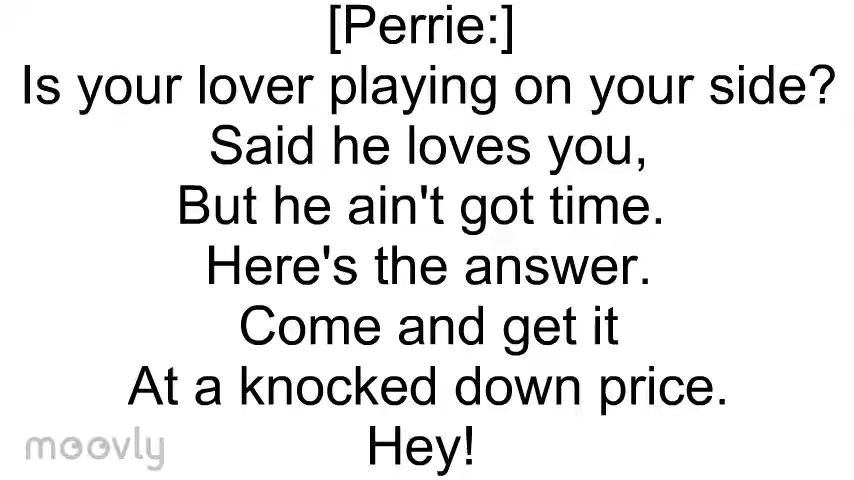 [Perrie:]
Is your lover playing on your side?
Said he loves you,
But he ain't got time.
Here's the answer.
Come and get it
At a knocked down price.
Hey!
moovly